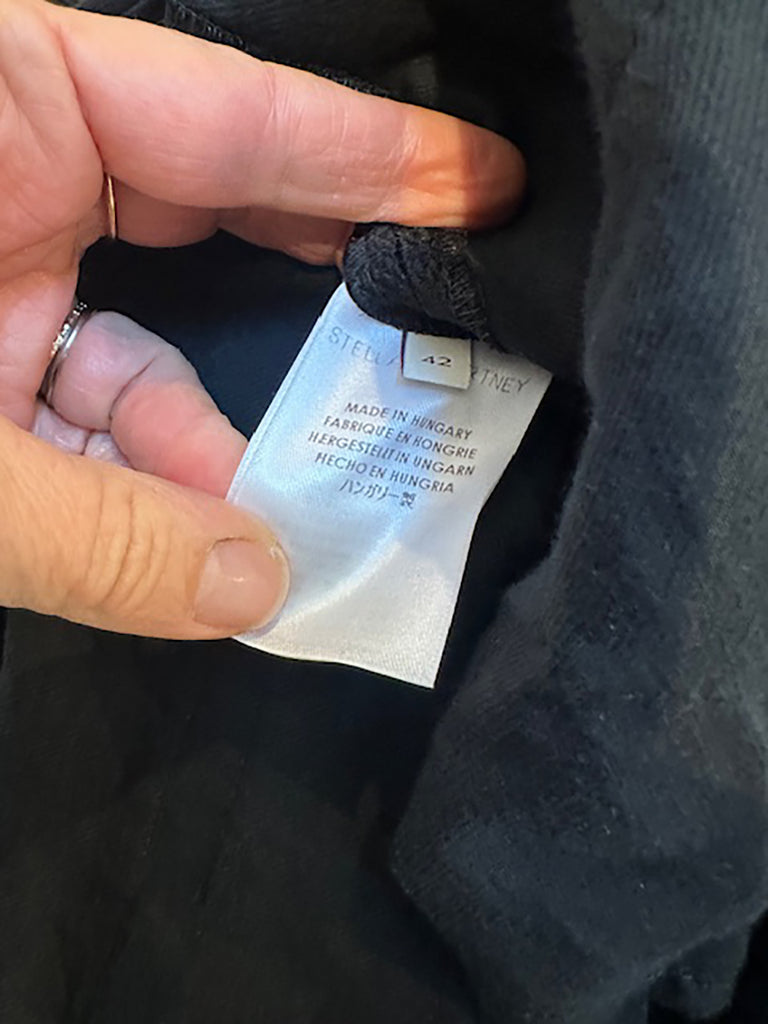 STELLA RTNEY
42
MADE IN HUNGARY
FABRIQUE EN HONGRIE
HERGESTELLT IN UNGARN
HECHO EN HUNGRIA
ハンガリー製